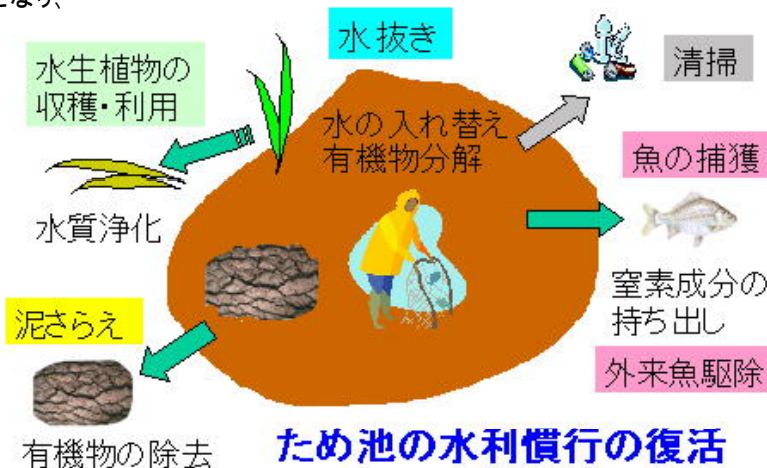 となり、
水抜き
清掃
水生植物の
収穫・利用
水の入れ替え
有機物分解
魚の捕獲
水質浄化
窒素成分の
持ち出し
泥さらえ
外来魚駆除
有機物の除去
ため池の水利慣行の復活